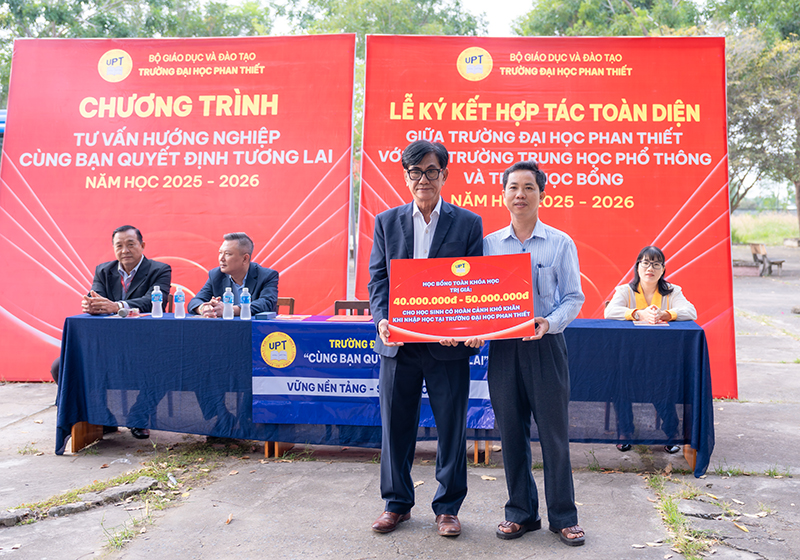 UPT
BỘ GIÁO DỤC VÀ ĐÀO TẠO
TRƯỜNG ĐẠI HỌC PHAN THIẾT
CHƯƠNG TRÌNH
TƯ VẤN HƯỚNG NGHIỆP
CÙNG BẠN QUYẾT ĐỊNH TƯƠNG LAI
NĂM HỌC 2025 - 2026
UPT
BỘ GIÁO DỤC VÀ ĐÀO TẠO
TRƯỜNG ĐẠI HỌC PHAN THIẾT
LỄ KÝ KẾT HỢP TÁC TOÀN DIỆN
GIỮA TRƯỜNG ĐẠI HỌC PHAN THIẾT
VỚI TRƯỜNG TRUNG HỌC PHỔ THÔNG
VÀ HỌC BỔNG
NĂM HỌC 2025 - 2026
UPT
HỌC BỔNG TOÀN KHÓA HỌC
TRỊ GIÁ:
40.000.000đ - 50.000.000đ
CHO HỌC SINH CÓ HOÀN CẢNH KHÓ KHĂN
KHI NHẬP HỌC TẠI TRƯỜNG ĐẠI HỌC PHAN THIẾT
UPT
TRƯỜNG
"CÙNG BẠN LAI"
VỮNG NỀN TẢNG -